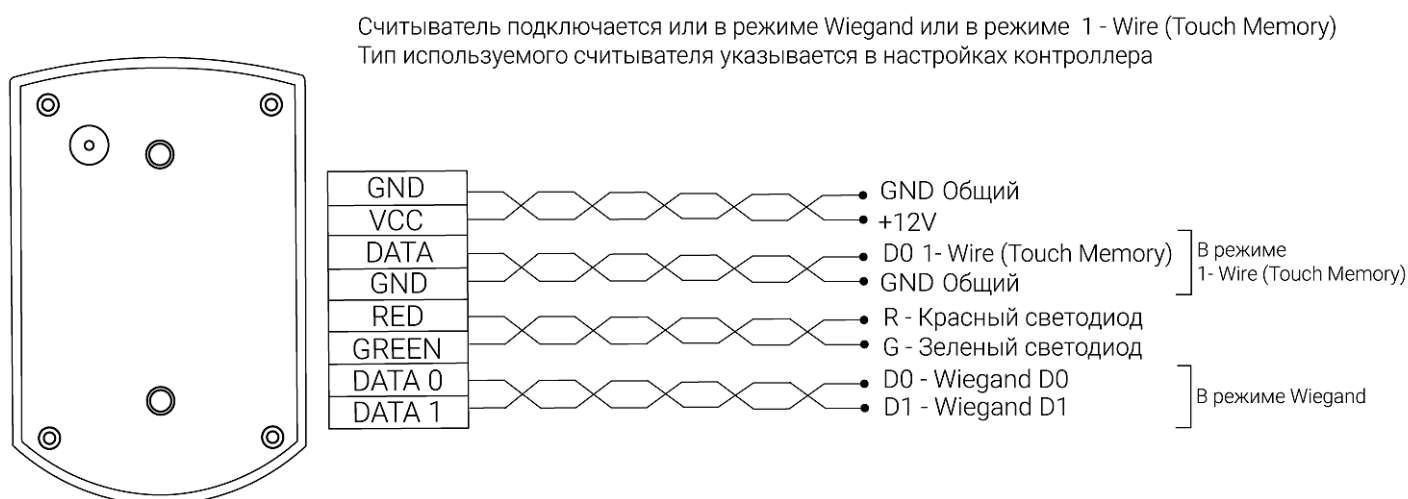 Считыватель подключается или в режиме Wiegand или в режиме 1 - Wire (Touch Memory)
Тип используемого считывателя указывается в настройках контроллера
GND
VCC
DATA
GND
RED
GREEN
DATA 0
DATA 1
GND Общий
+12V
D0 1- Wire (Touch Memory)
GND Общий
R - Красный светодиод
G - Зеленый светодиод
D0 - Wiegand D0
D1 - Wiegand D1
В режиме
1- Wire (Touch Memory)
В режиме Wiegand